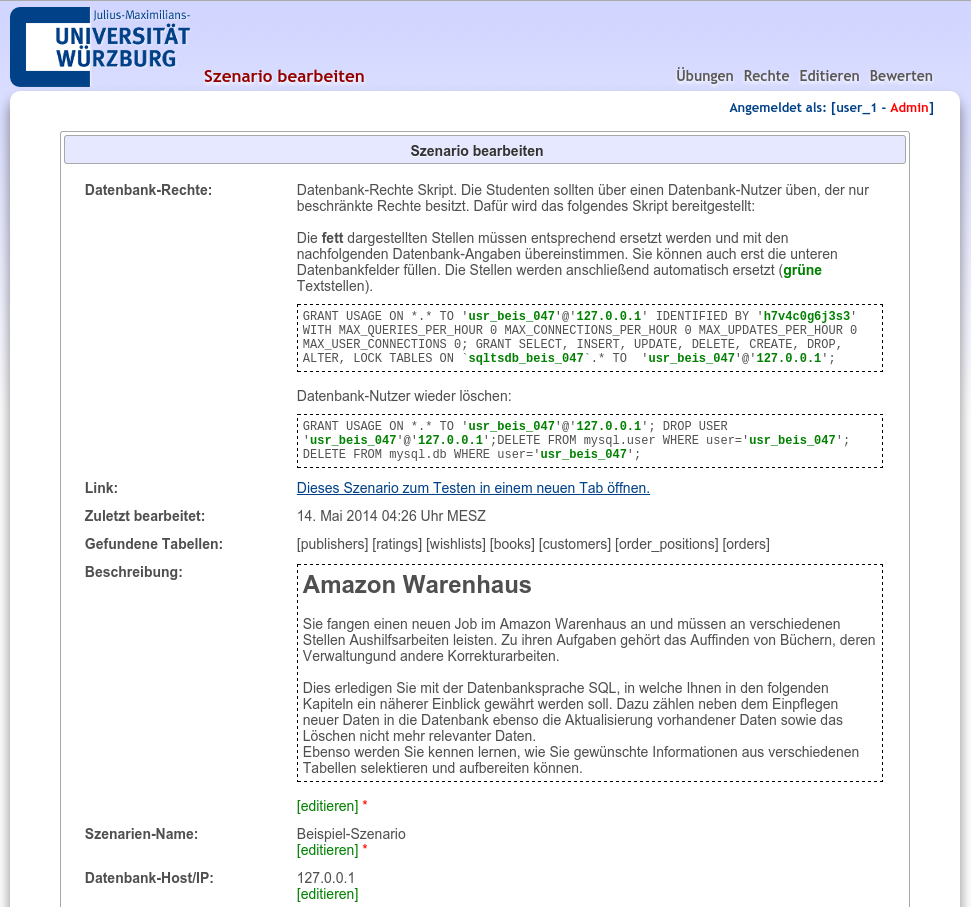 Julius-Maximilians-
UNIVERSITÄT
WÜRZBURG
Szenario bearbeiten
Übungen Rechte Editieren Bewerten
Angemeldet als: [user_1 - Admin]
Szenario bearbeiten
Datenbank-Rechte:
Datenbank-Rechte Skript. Die Studenten sollten über einen Datenbank-Nutzer üben, der nur
beschränkte Rechte besitzt. Dafür wird das folgendes Skript bereitgestellt:
Die fett dargestellten Stellen müssen entsprechend ersetzt werden und mit den
nachfolgenden Datenbank-Angaben übereinstimmen. Sie können auch erst die unteren
Datenbankfelder füllen. Die Stellen werden anschließend automatisch ersetzt (grüne
Textstellen).
GRANT USAGE ON *.* TO 'usr_beis_047'@'127.0.0.1' IDENTIFIED BY 'h7v4c0g6j3s3'
WITH MAX_QUERIES_PER_HOUR 0 MAX_CONNECTIONS_PER_HOUR 0 MAX_UPDATES_PER_HOUR 0
MAX_USER_CONNECTIONS 0; GRANT SELECT, INSERT, UPDATE, DELETE, CREATE, DROP,
ALTER, LOCK TABLES ON `sqltsdb_beis_047`.* TO  'usr_beis_047'@'127.0.0.1';
Datenbank-Nutzer wieder löschen:
GRANT USAGE ON *.* TO 'usr_beis_047'@'127.0.0.1'; DROP USER
'usr_beis_047'@'127.0.0.1';DELETE FROM mysql.user WHERE user='usr_beis_047';
DELETE FROM mysql.db WHERE user='usr_beis_047';
Link:
Dieses Szenario zum Testen in einem neuen Tab öffnen.
Zuletzt bearbeitet:
14. Mai 2014 04:26 Uhr MESZ
Gefundene Tabellen:
[publishers] [ratings] [wishlists] [books] [customers] [order_positions] [orders]
Beschreibung:
Amazon Warenhaus
Sie fangen einen neuen Job im Amazon Warenhaus an und müssen an verschiedenen
Stellen Aushilfsarbeiten leisten. Zu ihren Aufgaben gehört das Auffinden von Büchern, deren
Verwaltungund andere Korrekturarbeiten.
Dies erledigen Sie mit der Datenbanksprache SQL, in welche Ihnen in den folgenden
Kapiteln ein näherer Einblick gewährt werden soll. Dazu zählen neben dem Einpflegen
neuer Daten in die Datenbank ebenso die Aktualisierung vorhandener Daten sowie das
Löschen nicht mehr relevanter Daten.
Ebenso werden Sie kennen lernen, wie Sie gewünschte Informationen aus verschiedenen
Tabellen selektieren und aufbereiten können.
[editieren] *
Szenarien-Name:
Beispiel-Szenario
[editieren] *
Datenbank-Host/IP:
127.0.0.1
[editieren]